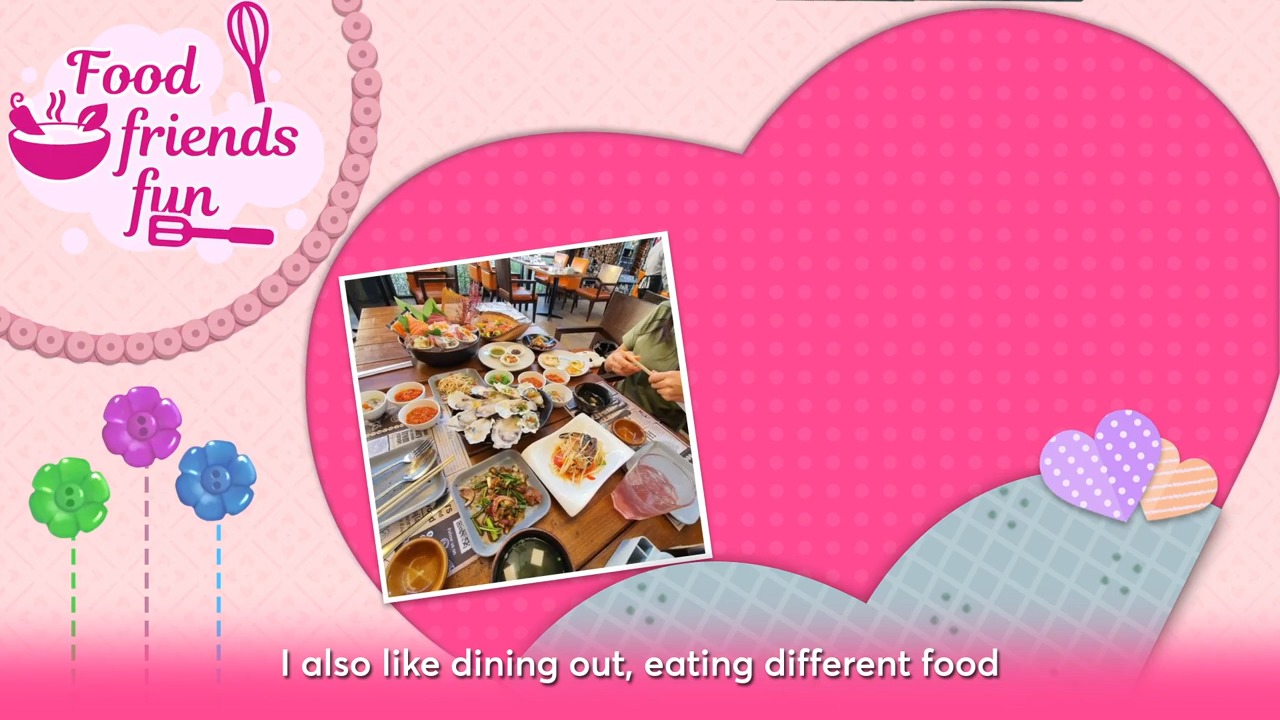 Food
friends
fun
I also like dining out, eating different food